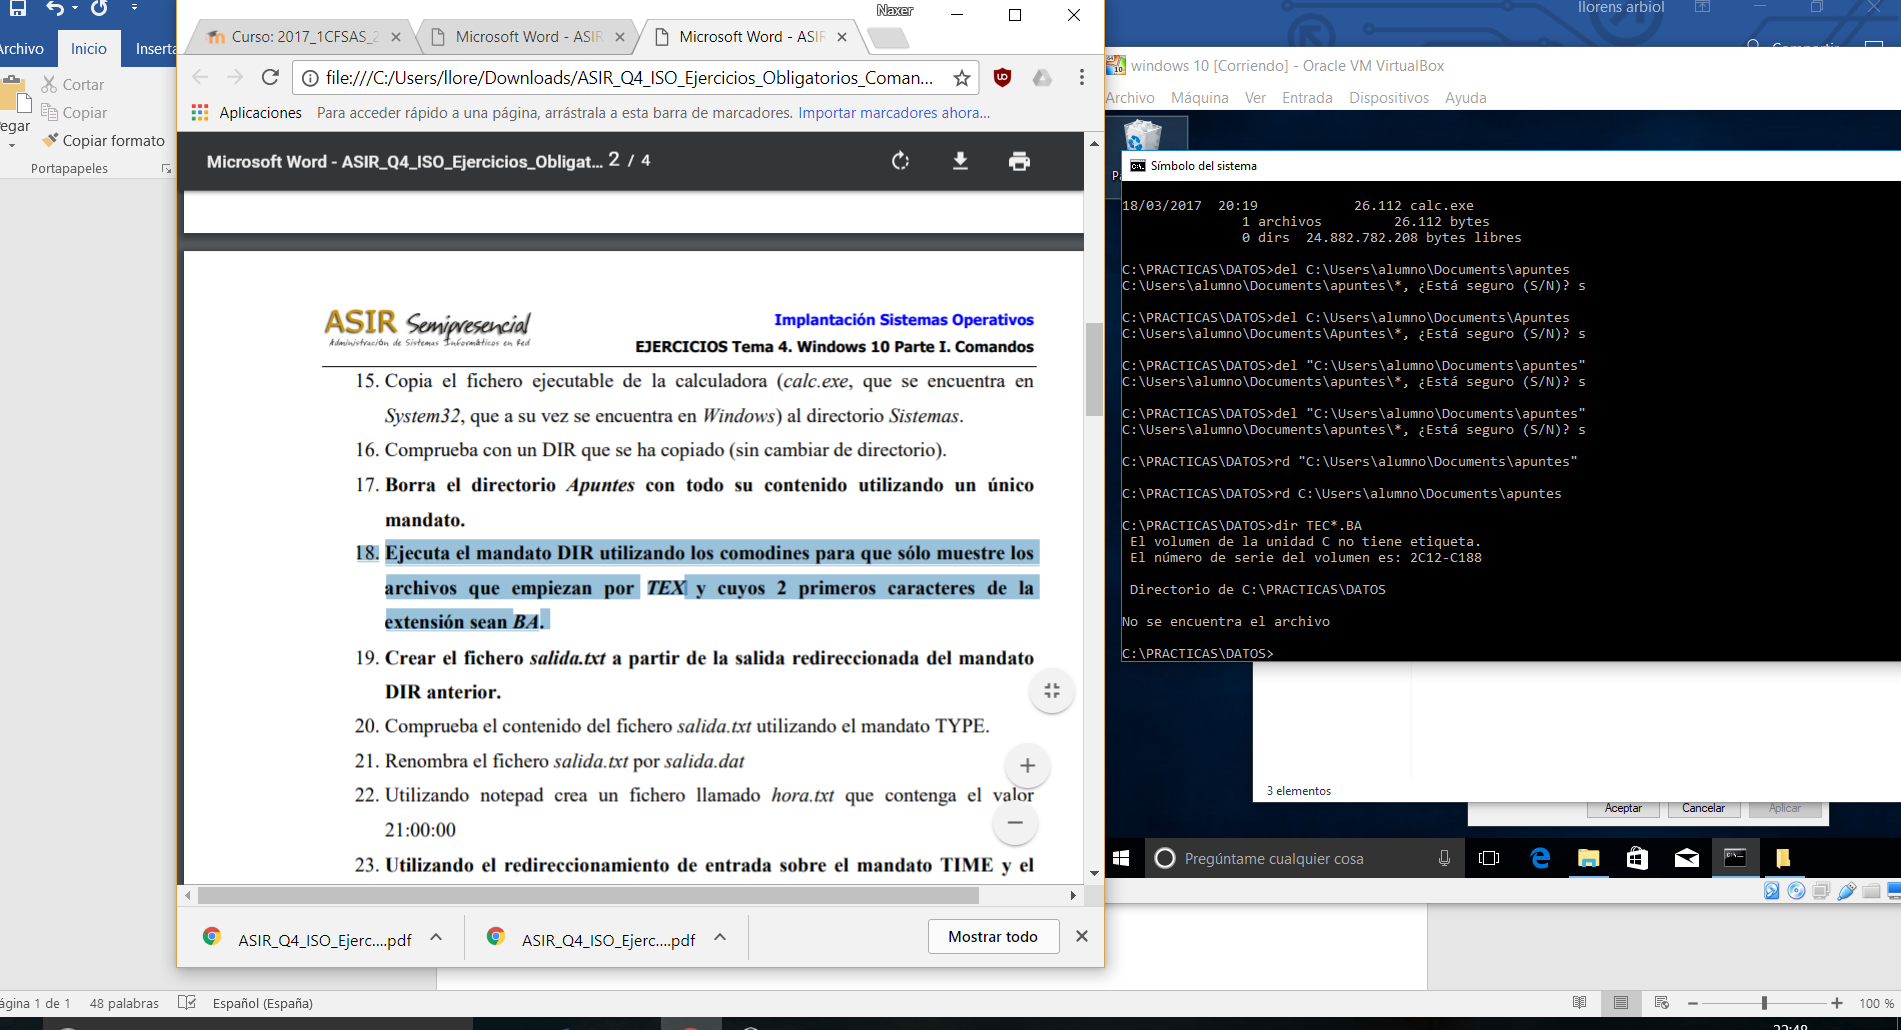 Archivo
Inicio
Inserta
Cortar
Copiar
Pegar
Copiar formato
Portapapeles
Naxer
Curso: 2017_1CFSAS_2
Microsoft Word - ASIR
Microsoft Word - ASIR
file:///C:/Users/llore/Downloads/ASIR_Q4_ISO_Ejercicios_Obligatorios_Coman...
Aplicaciones Para acceder rápido a una página, arrástrala a esta barra de marcadores. Importar marcadores ahora...
Microsoft Word - ASIR_Q4_ISO_Ejercicios_Obligat... 2 / 4
ASIR Semipresencial
Administración de Sistemas Informáticos en Red
Implantación Sistemas Operativos
EJERCICIOS Tema 4. Windows 10 Parte I. Comandos
15. Copia el fichero ejecutable de la calculadora (calc.exe, que se encuentra en
System32, que a su vez se encuentra en Windows) al directorio Sistemas.
16. Comprueba con un DIR que se ha copiado (sin cambiar de directorio).
17. Borra el directorio Apuntes con todo su contenido utilizando un único
mandato.
18. Ejecuta el mandato DIR utilizando los comodines para que sólo muestre los
archivos que empiezan por TEX y cuyos 2 primeros caracteres de la
extensión sean BA.
19. Crear el fichero salida.txt a partir de la salida redireccionada del mandato
DIR anterior.
20. Comprueba el contenido del fichero salida.txt utilizando el mandato TYPE.
21. Renombra el fichero salida.txt por salida.dat
22. Utilizando notepad crea un fichero llamado hora.txt que contenga el valor
21:00:00
23. Utilizando el redireccionamiento de entrada sobre el mandato TIME y el
ASIR_Q4_ISO_Ejerc....pdf
ASIR_Q4_ISO_Ejerc....pdf
Mostrar todo
llorens arbiol
windows 10 [Corriendo] - Oracle VM VirtualBox
Archivo Máquina Ver Entrada Dispositivos Ayuda
Símbolo del sistema
18/03/2017  20:19            26.112 calc.exe
1 archivos         26.112 bytes
0 dirs  24.882.782.208 bytes libres
C:\PRACTICAS\DATOS>del C:\Users\alumno\Documents\apuntes
C:\Users\alumno\Documents\apuntes\*, ¿Está seguro (S/N)? s
C:\PRACTICAS\DATOS>del C:\Users\alumno\Documents\Apuntes
C:\Users\alumno\Documents\Apuntes\*, ¿Está seguro (S/N)? s
C:\PRACTICAS\DATOS>del "C:\Users\alumno\Documents\apuntes"
C:\Users\alumno\Documents\apuntes\*, ¿Está seguro (S/N)? s
C:\PRACTICAS\DATOS>del "C:\Users\alumno\Documents\apuntes"
C:\Users\alumno\Documents\apuntes\*, ¿Está seguro (S/N)? s
C:\PRACTICAS\DATOS>rd "C:\Users\alumno\Documents\apuntes"
C:\PRACTICAS\DATOS>rd C:\Users\alumno\Documents\apuntes
C:\PRACTICAS\DATOS>dir TEC*.BA
El volumen de la unidad C no tiene etiqueta.
El número de serie del volumen es: 2C12-C188
Directorio de C:\PRACTICAS\DATOS
No se encuentra el archivo
C:\PRACTICAS\DATOS>
3 elementos
Aceptar Cancelar Aplicar
Pregúntame cualquier cosa
ágina 1 de 1 48 palabras Español (España)
100 %